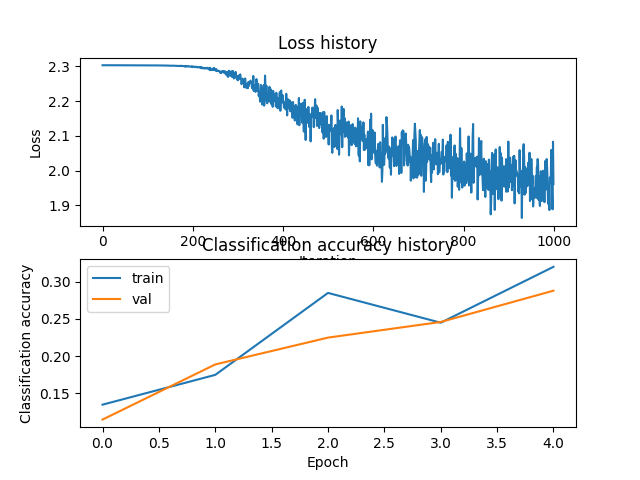 Loss history
2.3
2.2
2.1
2.0
1.9
Loss
0 200 400 600 800 1000
Classification accuracy history
0.30
0.25
0.20
0.15
Classification accuracy
train
val
0.0 0.5 1.0 1.5 2.0 2.5 3.0 3.5 4.0
Epoch